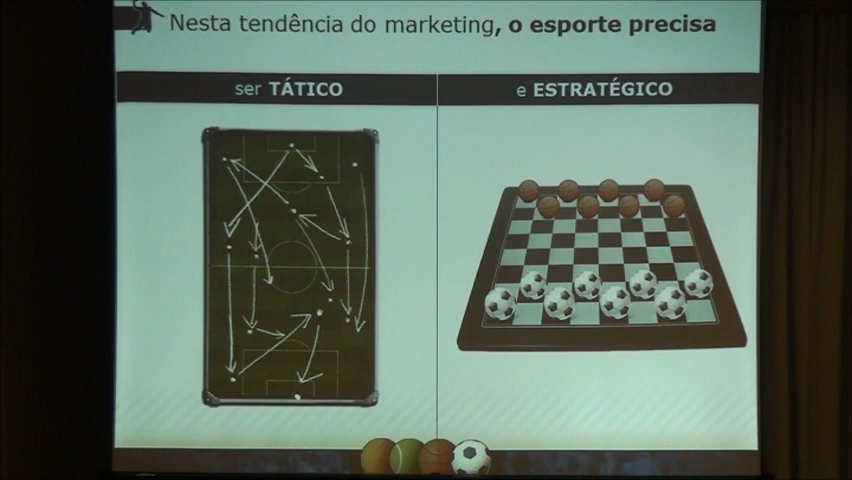 Nesta tendência do marketing, o esporte precisa
ser TÁTICO
e ESTRATÉGICO